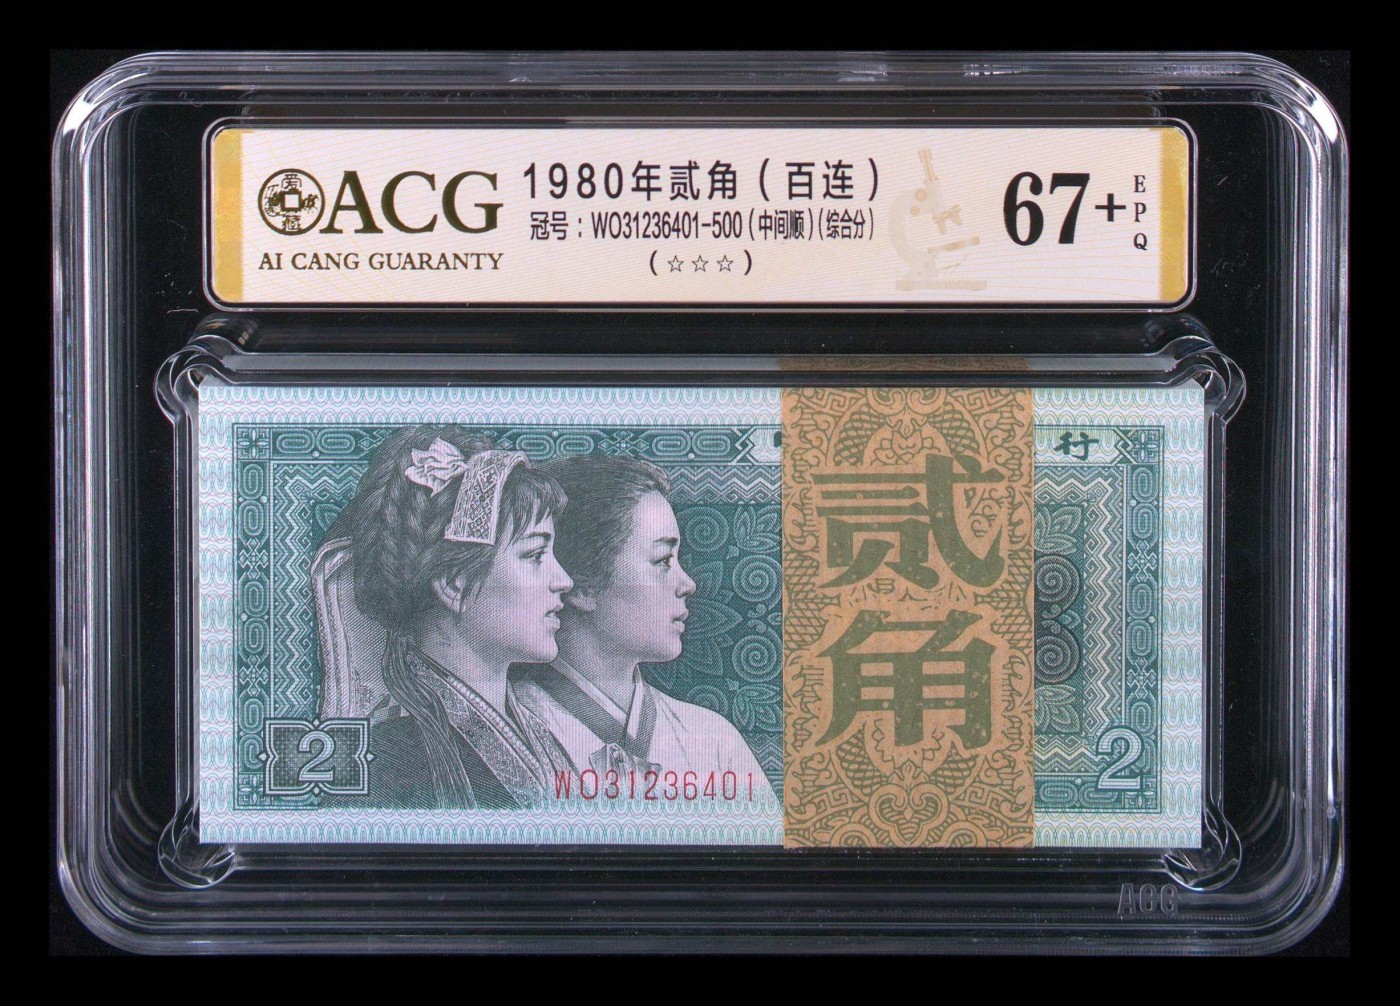 ACG
AI CANG GUARANTY
1980年贰角（百连）
冠号：WO31236401-500（中间顺）（综合分）
（☆☆☆）
67+
EPQ
行
贰
角
2
2
WO31236401
ACG